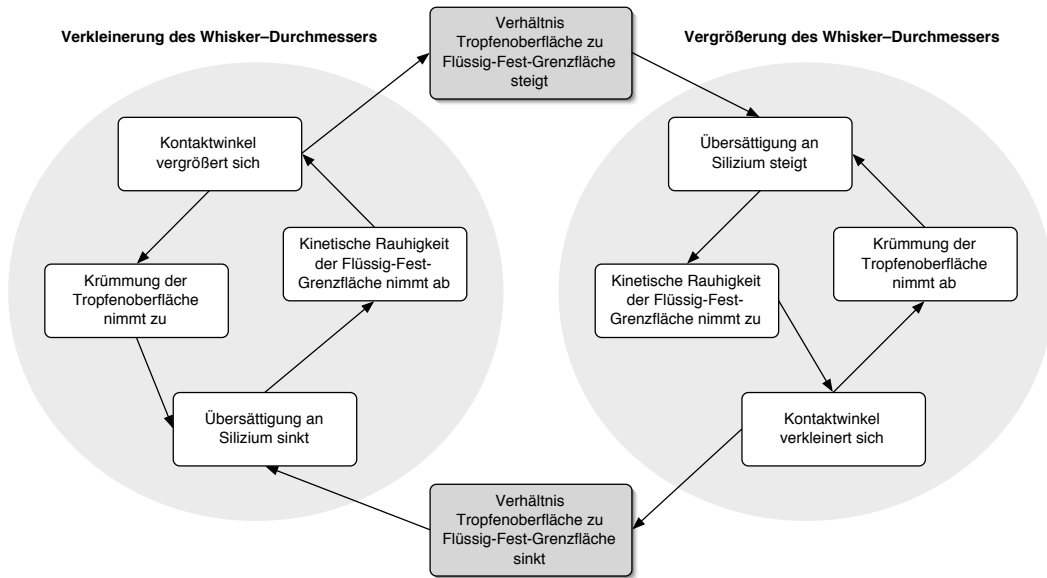 Verkleinerung des Whisker–Durchmessers
Verhältnis
Tropfenoberfläche zu
Flüssig-Fest-Grenzfläche
steigt
Vergrößerung des Whisker–Durchmessers
Kontaktwinkel
vergrößert sich
Krümmung der
Tropfenoberfläche
nimmt zu
Kinetische Rauhigkeit
der Flüssig-Fest-
Grenzfläche nimmt ab
Übersättigung an
Silizium sinkt
Übersättigung an
Silizium steigt
Kinetische Rauhigkeit
der Flüssig-Fest-
Grenzfläche nimmt zu
Krümmung der
Tropfenoberfläche
nimmt ab
Kontaktwinkel
verkleinert sich
Verhältnis
Tropfenoberfläche zu
Flüssig-Fest-Grenzfläche
sinkt